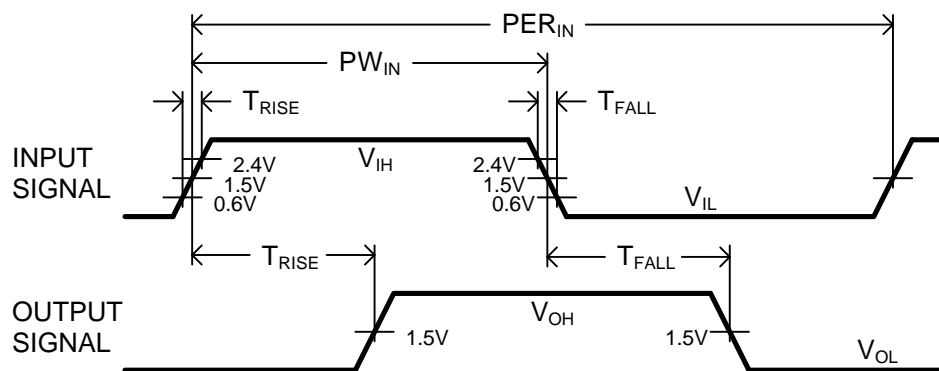 PER_IN
PW_IN
T_RISE
T_FALL
INPUT
SIGNAL
V_IH
2.4V
1.5V
0.6V
2.4V
1.5V
0.6V
V_IL
T_RISE
T_FALL
OUTPUT
SIGNAL
1.5V
V_OH
1.5V
V_OL